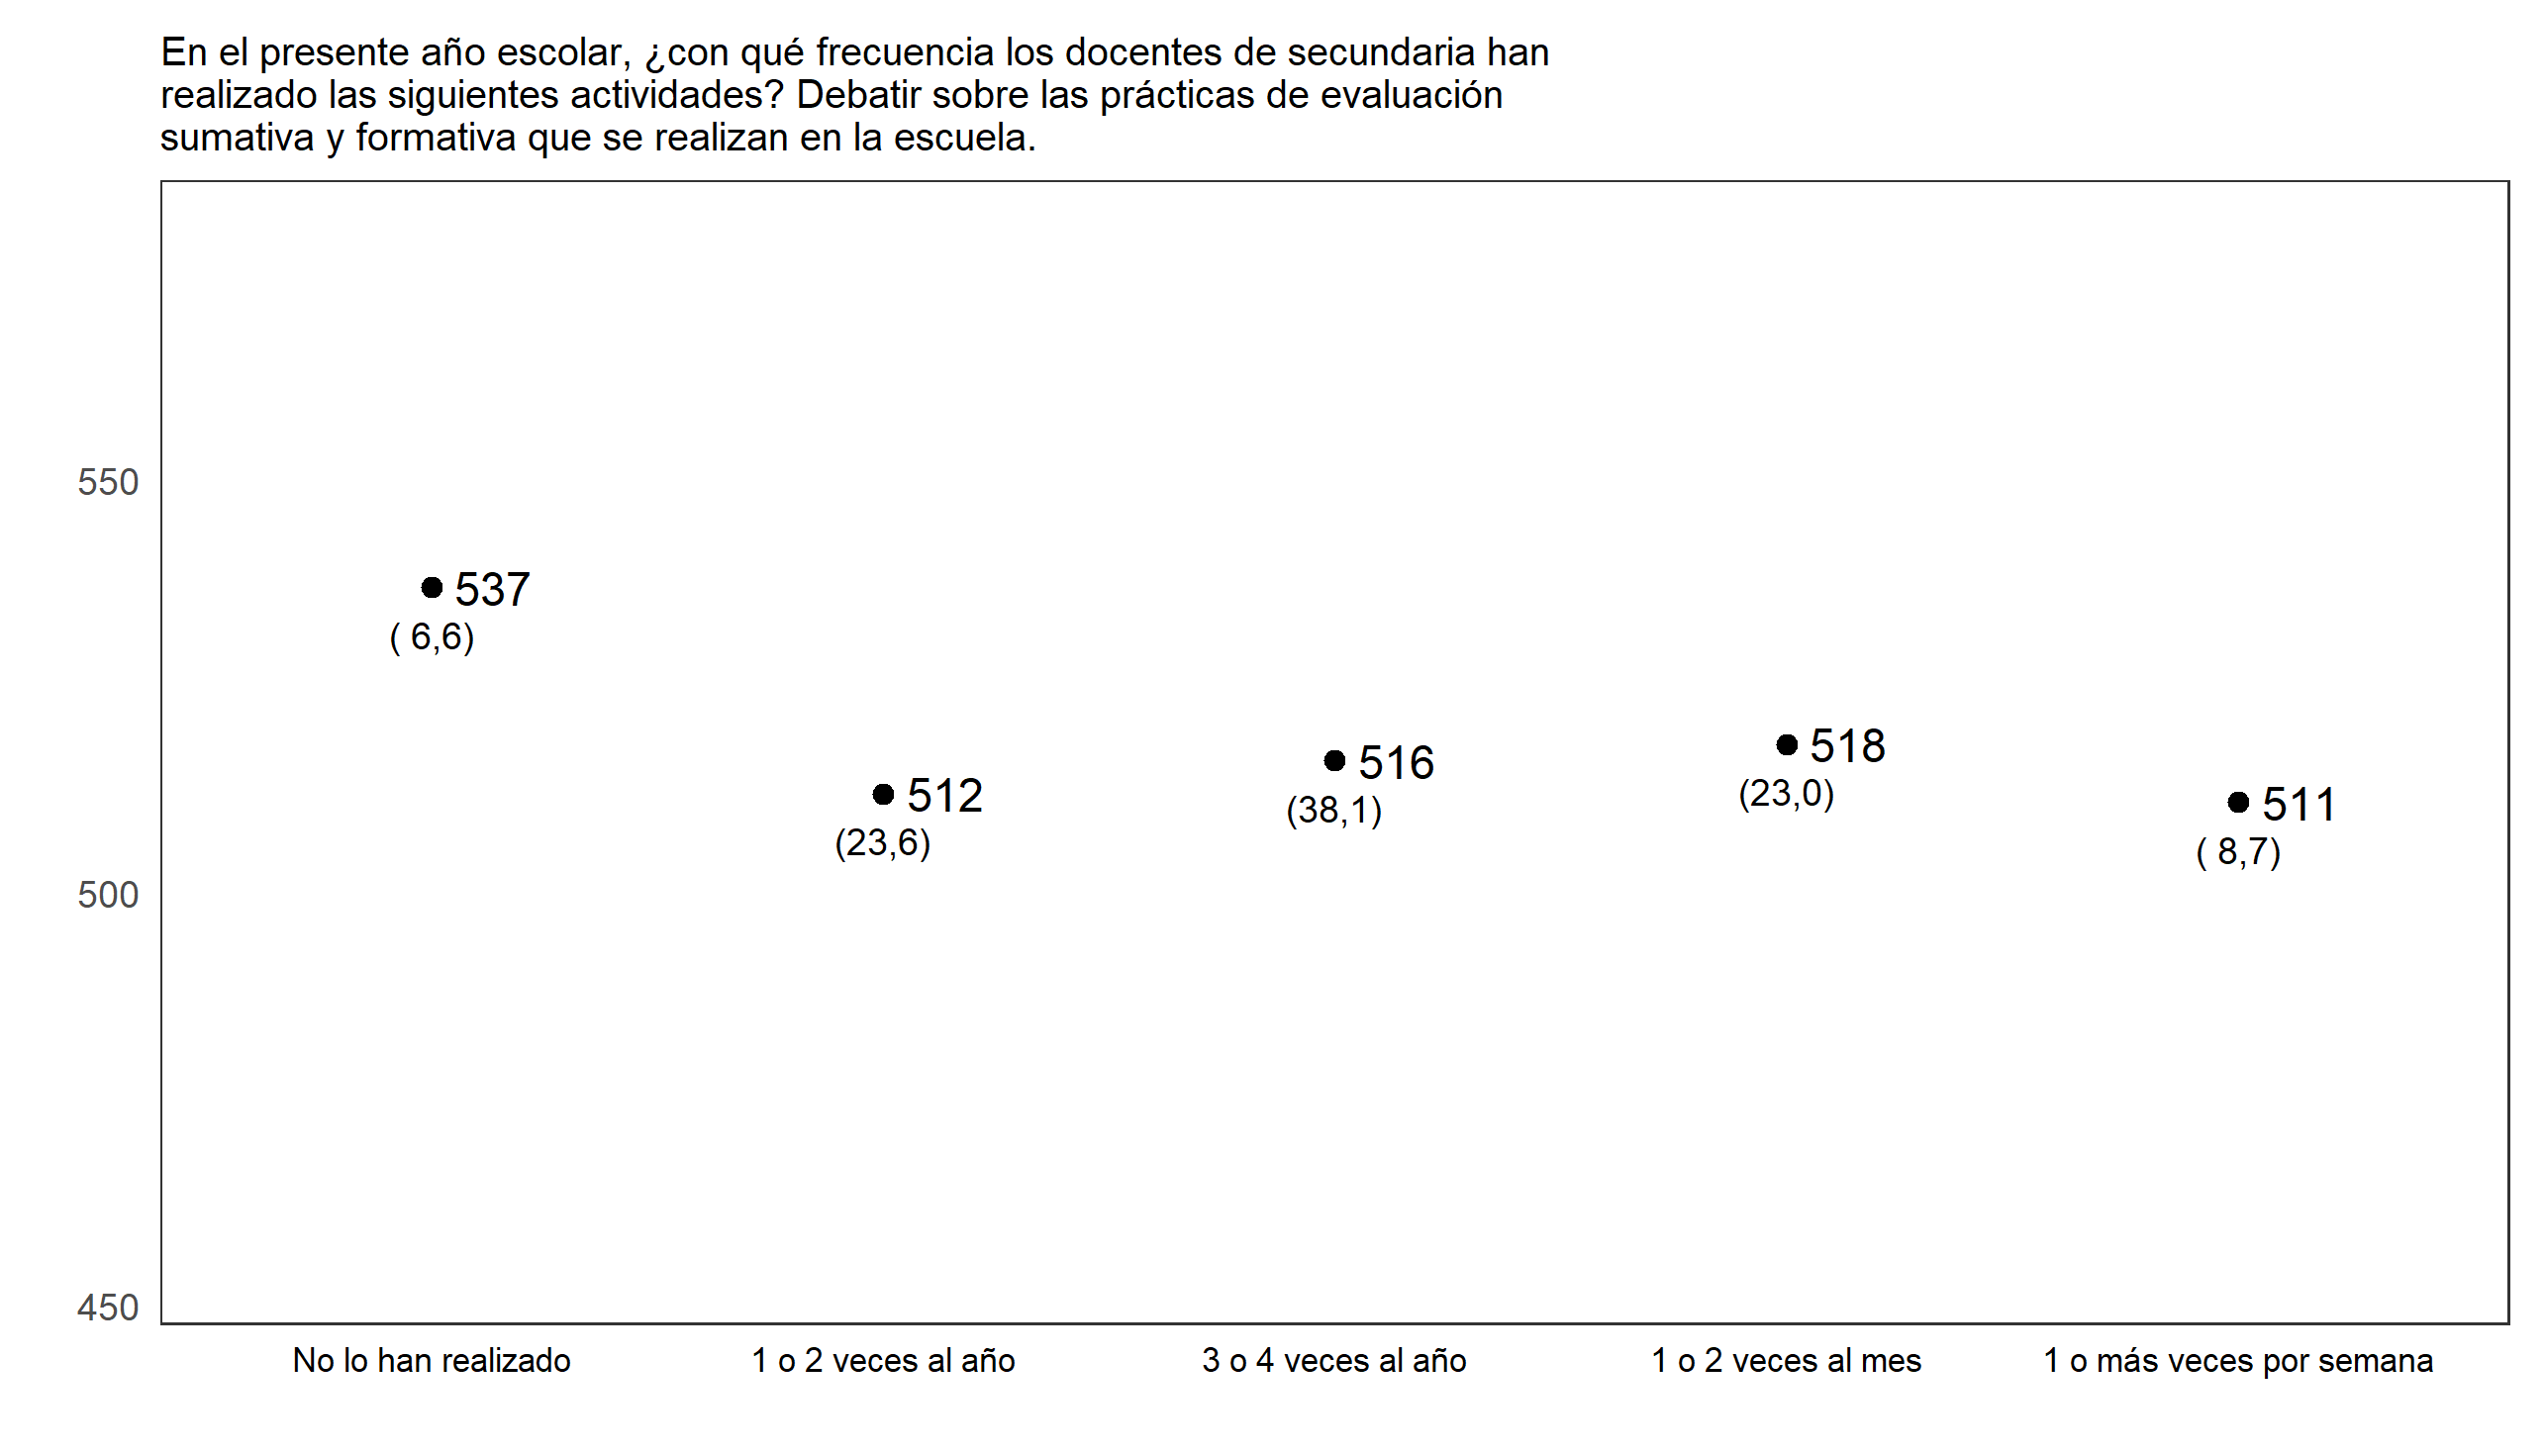 En el presente año escolar, ¿con qué frecuencia los docentes de secundaria han
realizado las siguientes actividades? Debatir sobre las prácticas de evaluación
sumativa y formativa que se realizan en la escuela.
550
500
450
537
( 6,6)
512
(23,6)
516
(38,1)
518
(23,0)
511
( 8,7)
No lo han realizado
1 o 2 veces al año
3 o 4 veces al año
1 o 2 veces al mes
1 o más veces por semana